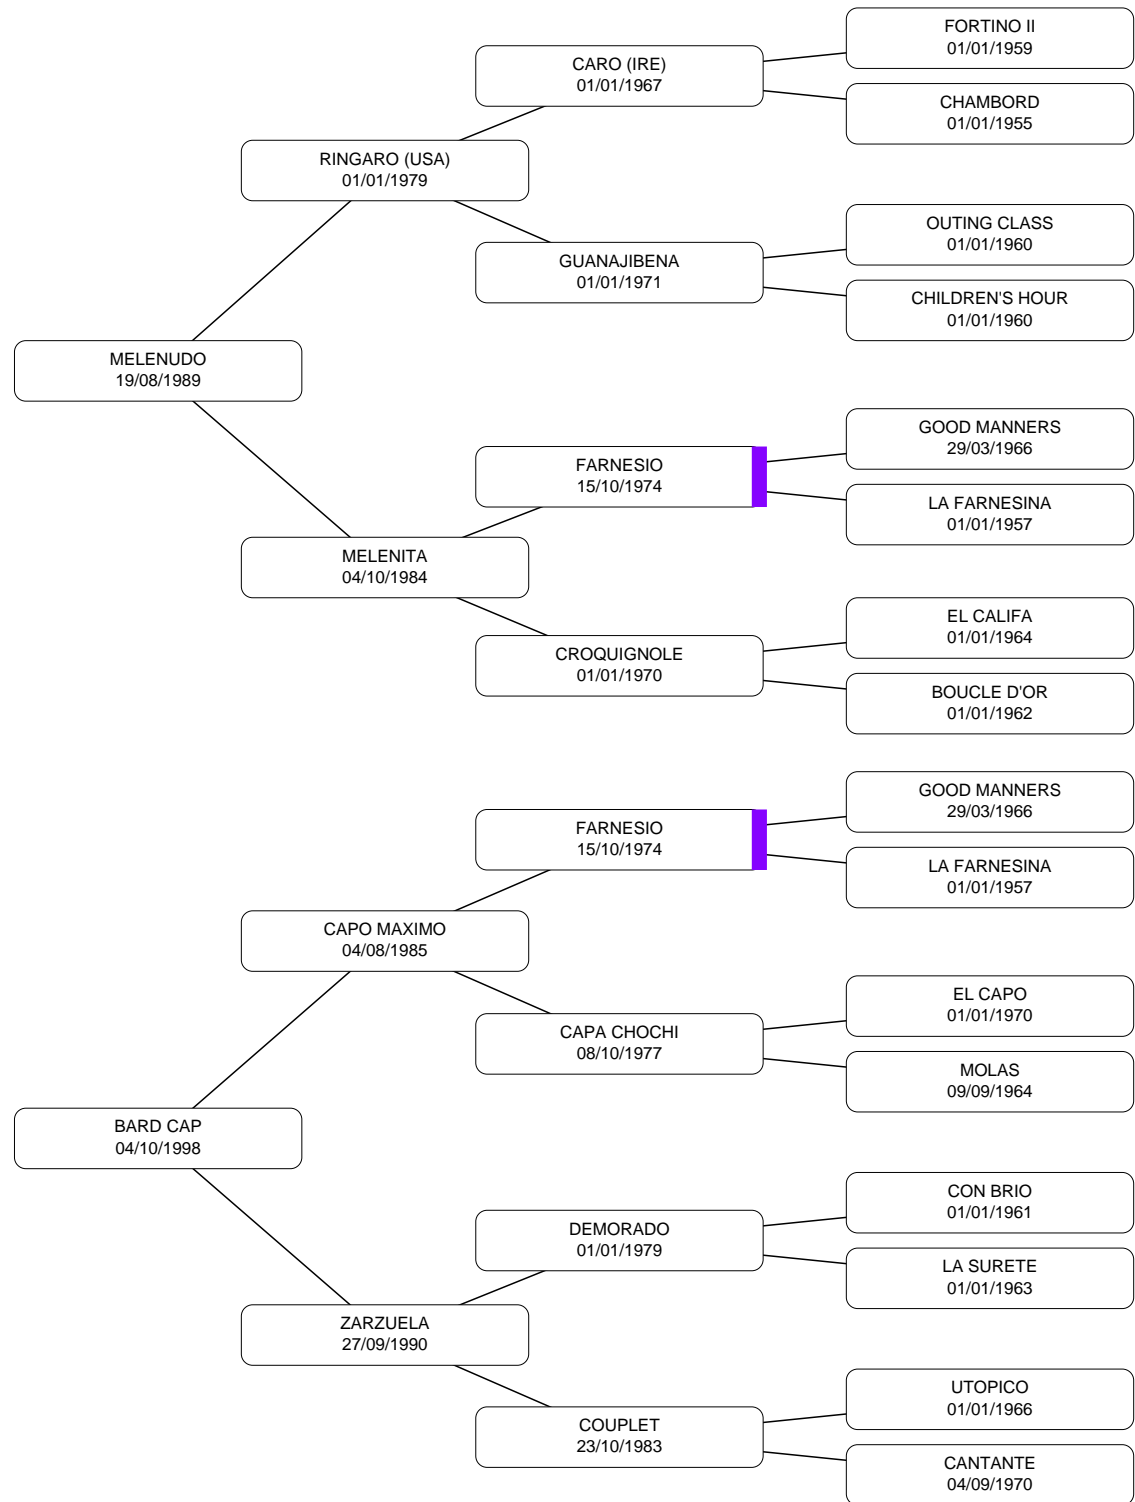 FORTINO II
01/01/1959
CARO (IRE)
01/01/1967
CHAMBORD
01/01/1955
RINGARO (USA)
01/01/1979
OUTING CLASS
01/01/1960
GUANAJIBENA
01/01/1971
CHILDREN'S HOUR
01/01/1960
MELENUDO
19/08/1989
GOOD MANNERS
29/03/1966
FARNESIO
15/10/1974
LA FARNESINA
01/01/1957
MELENITA
04/10/1984
EL CALIFA
01/01/1964
CROQUIGNOLE
01/01/1970
BOUCLE D'OR
01/01/1962
GOOD MANNERS
29/03/1966
FARNESIO
15/10/1974
LA FARNESINA
01/01/1957
CAPO MAXIMO
04/08/1985
EL CAPO
01/01/1970
CAPA CHOCHI
08/10/1977
MOLAS
09/09/1964
BARD CAP
04/10/1998
CON BRIO
01/01/1961
DEMORADO
01/01/1979
LA SURETE
01/01/1963
ZARZUELA
27/09/1990
UTOPICO
01/01/1966
COUPLET
23/10/1983
CANTANTE
04/09/1970